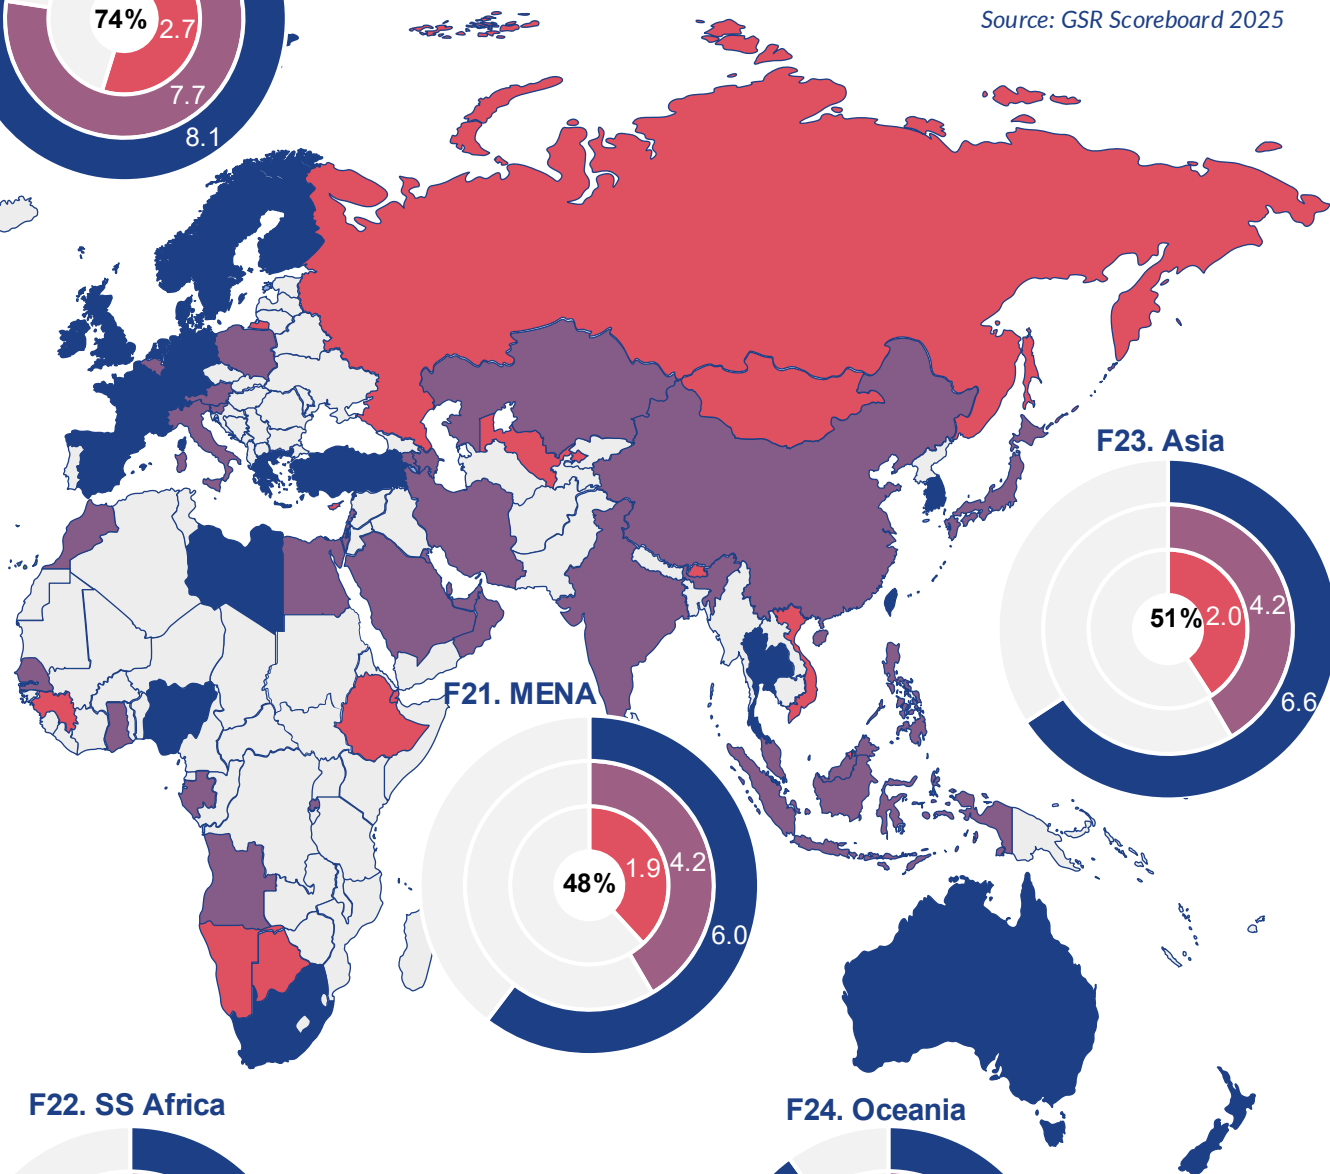 Source: GSR Scoreboard 2025
74%
2.7
7.7
8.1
F23. Asia
51%
2.0
4.2
6.6
F21. MENA
48%
1.9
4.2
6.0
F22. SS Africa
F24. Oceania